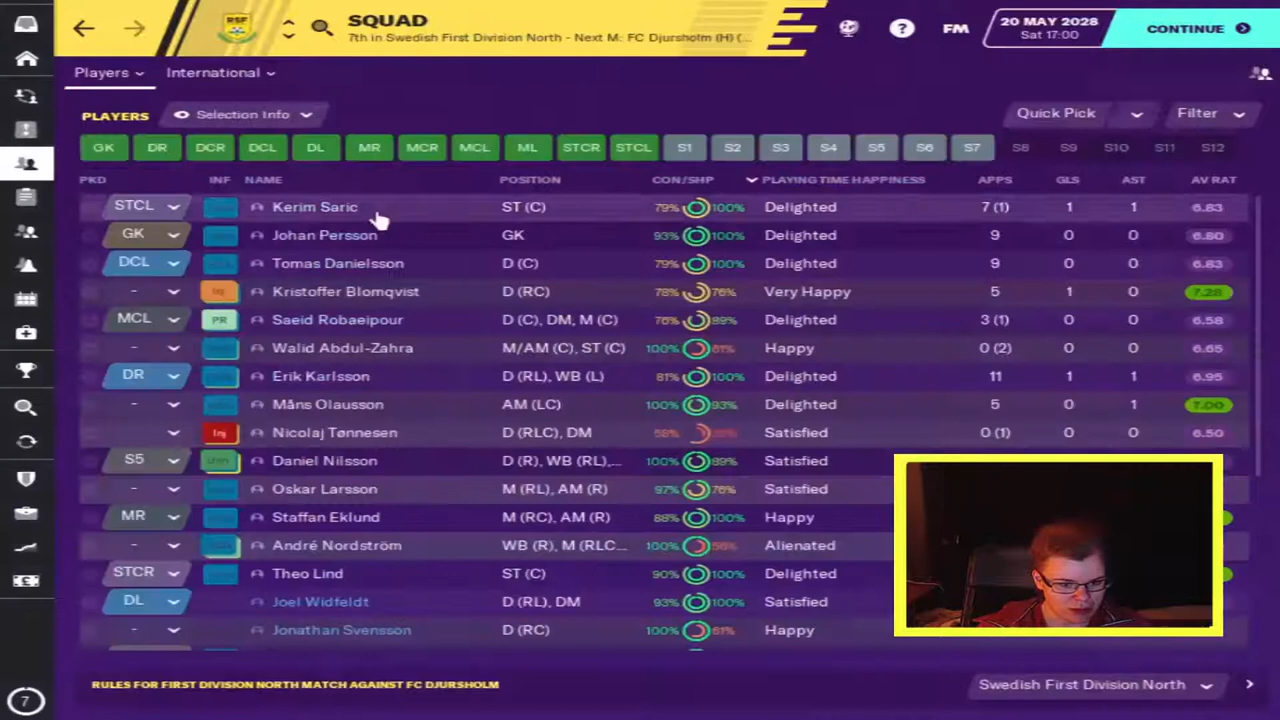 RSF
SQUAD
7th in Swedish First Division North - Next M.: FC Djursholm (H) (...
FM
20 MAY 2028
Sat 17:00
CONTINUE
Players
International
PLAYERS
Selection Info
Quick Pick
Filter
GK DR DCR DCL DL MR MCR MCL ML STCR STCL S1 S2 S3 S4 S5 S6 S7 S8 S9 S10 S11 S12
PKD INF NAME POSITION CON/SHP PLAYING TIME HAPPINESS APPS GLS AST AV RAT
STCL Kerim Saric ST (C) 79% 100% Delighted 7 (1) 1 1 6.83
GK Johan Persson GK 93% 100% Delighted 9 0 0 6.80
DCL Tomas Danielsson D (C) 79% 100% Delighted 9 0 0 6.83
- Inj Kristoffer Blomqvist D (RC) 78% 76% Very Happy 5 1 0 7.28
MCL PR Saeid Robaeipour D (C), DM, M (C) 76% 89% Delighted 3 (1) 0 0 6.58
- Walid Abdul-Zahra M/AM (C), ST (C) 100% 61% Happy 0 (2) 0 0 6.65
DR Erik Karlsson D (RL), WB (L) 81% 100% Delighted 11 1 1 6.95
- Måns Olausson AM (LC) 100% 93% Delighted 5 0 1 7.00
Inj Nicolaj Tønnesen D (RLC), DM Satisfied 0 (1) 0 0 6.50
S5 Daniel Nilsson D (R), WB (RL),... 100% 89% Satisfied
- Oskar Larsson M (RL), AM (R) 97% 76% Satisfied
MR Staffan Eklund M (RC), AM (R) 88% 100% Happy
- André Nordström WB (R), M (RLC... 100% 56% Alienated
STCR Theo Lind ST (C) 90% 100% Delighted
DL Joel Widfeldt D (RL), DM 93% 100% Satisfied
- Jonathan Svensson D (RC) 100% 61% Happy
RULES FOR FIRST DIVISION NORTH MATCH AGAINST FC DJURSHOLM
Swedish First Division North
7